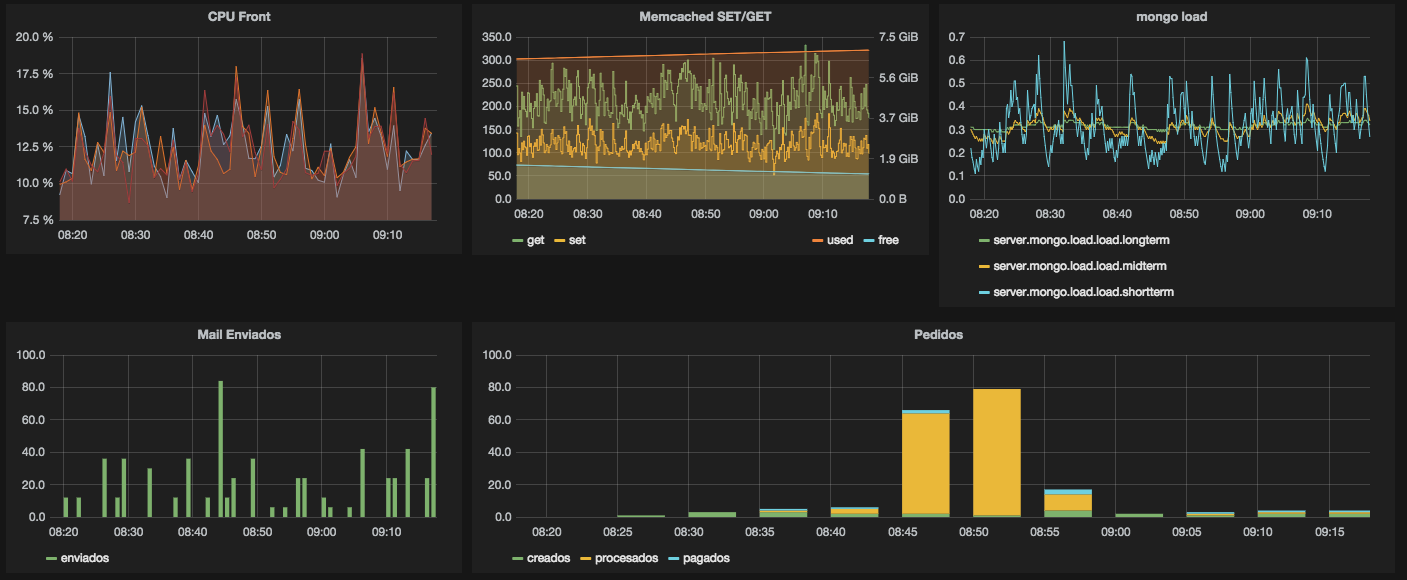 CPU Front
20.0 %
17.5 %
15.0 %
12.5 %
10.0 %
7.5 %
08:20 08:30 08:40 08:50 09:00 09:10
Memcached SET/GET
350.0 7.5 GiB
300.0
250.0 5.6 GiB
200.0
150.0 3.7 GiB
100.0
50.0 1.9 GiB
0.0 0.0 B
08:20 08:30 08:40 08:50 09:00 09:10
get set used free
mongo load
0.7
0.6
0.5
0.4
0.3
0.2
0.1
0.0
08:20 08:30 08:40 08:50 09:00 09:10
server.mongo.load.load.longterm
server.mongo.load.load.midterm
server.mongo.load.load.shortterm
Mail Enviados
100.0
80.0
60.0
40.0
20.0
0.0
08:20 08:30 08:40 08:50 09:00 09:10
enviados
Pedidos
100.0
80.0
60.0
40.0
20.0
0.0
08:20 08:25 08:30 08:35 08:40 08:45 08:50 08:55 09:00 09:05 09:10 09:15
creados procesados pagados